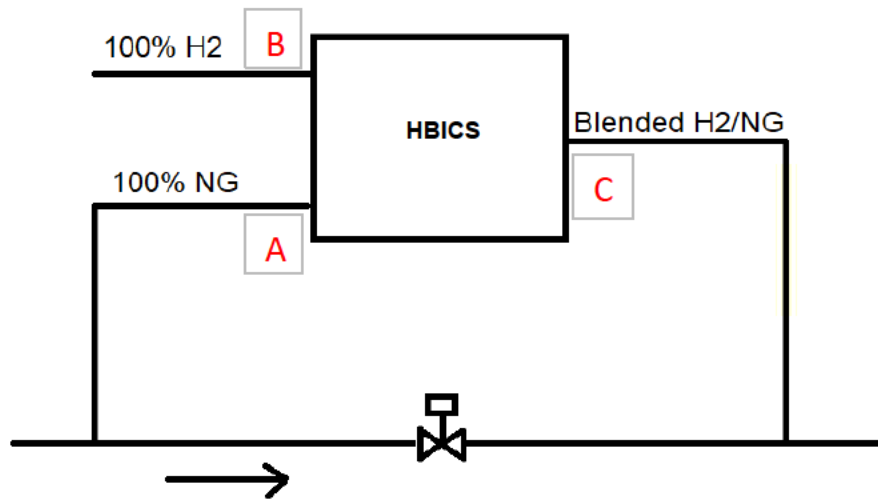 100% H2
B
HBICS
Blended H2/NG
100% NG
A
C